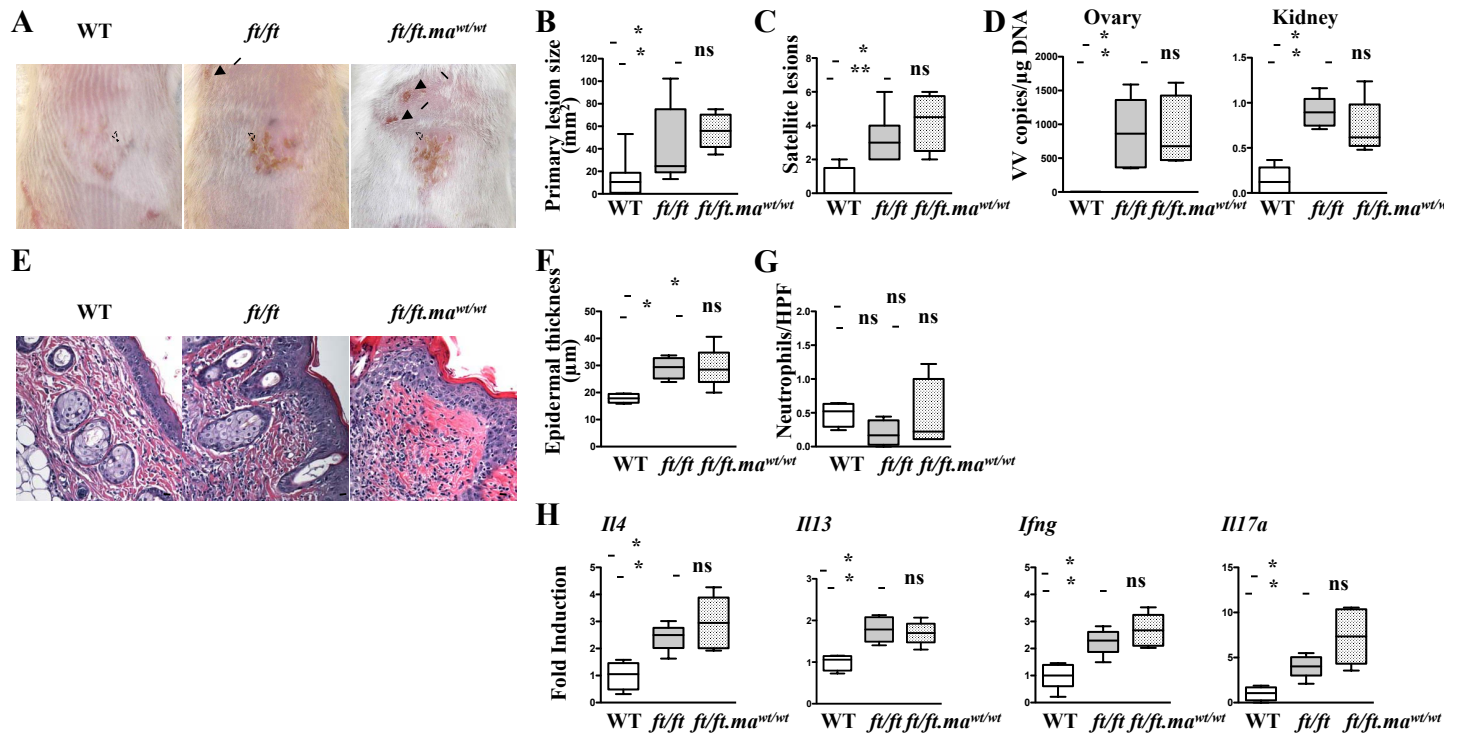 A
WT
ft/ft
ft/ft.ma^wt/wt
B
Primary lesion size
(mm²)
120
100
80
60
40
20
0
*
*
ns
WT ft/ft ft/ft.ma^wt/wt
C
Satellite lesions
8
6
4
2
0
*
**
ns
WT ft/ft ft/ft.ma^wt/wt
D
VV copies/µg DNA
Ovary
2000
1500
1000
500
0
*
*
ns
WT ft/ft ft/ft.ma^wt/wt
Kidney
1.5
1.0
0.5
0.0
*
*
ns
WT ft/ft ft/ft.ma^wt/wt
E
WT
ft/ft
ft/ft.ma^wt/wt
F
Epidermal thickness
(µm)
50
40
30
20
10
0
*
*
ns
WT ft/ft ft/ft.ma^wt/wt
G
Neutrophils/HPF
2.0
1.5
1.0
0.5
0.0
ns
ns
ns
WT ft/ft ft/ft.ma^wt/wt
H
Fold Induction
Il4
5
4
3
2
1
0
*
*
ns
WT ft/ft ft/ft.ma^wt/wt
Il13
3
2
1
0
*
*
ns
WT ft/ft ft/ft.ma^wt/wt
Ifng
5
4
3
2
1
0
*
*
ns
WT ft/ft ft/ft.ma^wt/wt
Il17a
15
10
5
0
*
*
ns
WT ft/ft ft/ft.ma^wt/wt